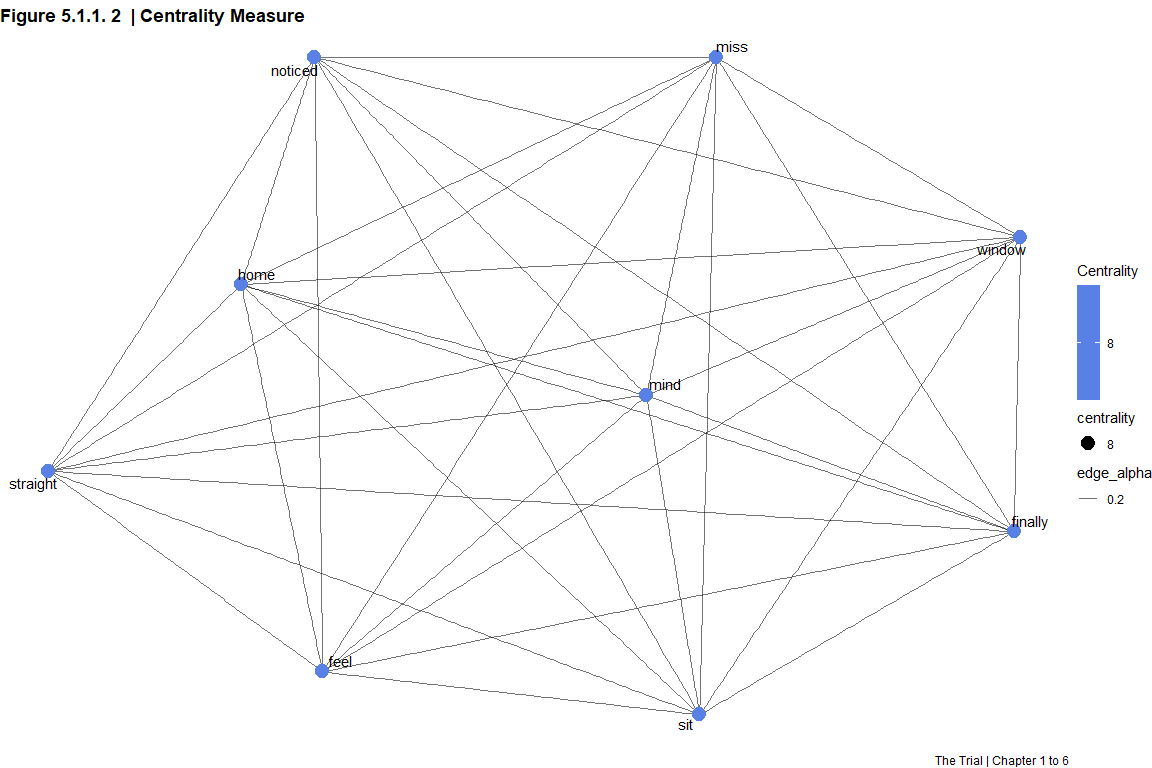 Figure 5.1.1. 2 | Centrality Measure
miss
noticed
window
home
Centrality
8
mind
centrality
8
edge_alpha
0.2
straight
finally
feel
sit
The Trial | Chapter 1 to 6